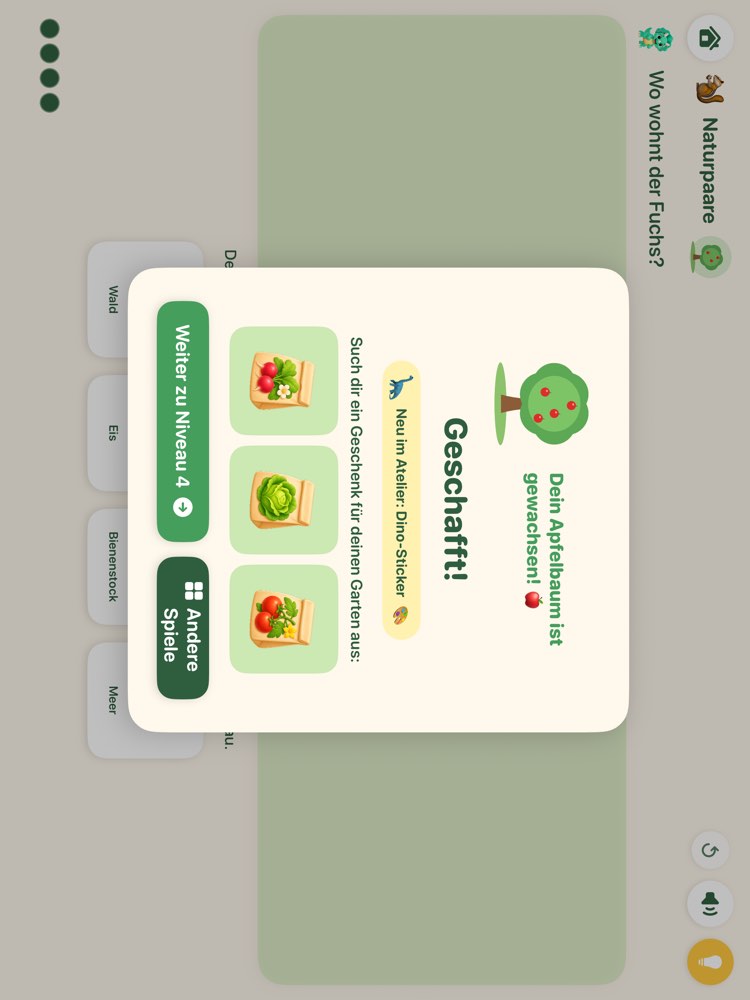 Naturpaare
Wo wohnt der Fuchs?
Dein Apfelbaum ist
gewachsen!
Geschafft!
Neu im Atelier: Dino-Sticker
Such dir ein Geschenk für deinen Garten aus:
Weiter zu Niveau 4
Andere
Spiele
Wald
Eis
Bienenstock
Meer